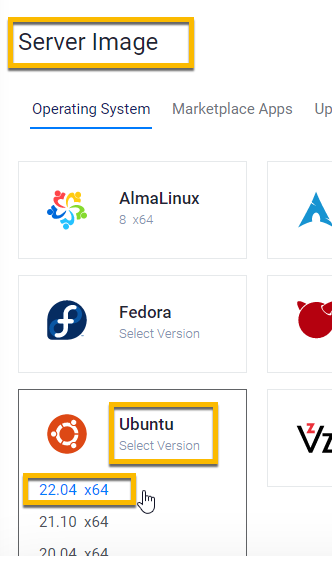 Server Image
Operating System Marketplace Apps Up
AlmaLinux
8 x64
Fedora
Select Version
Ubuntu
Select Version
Vz
22.04 x64
21.10 x64
20.04 x64